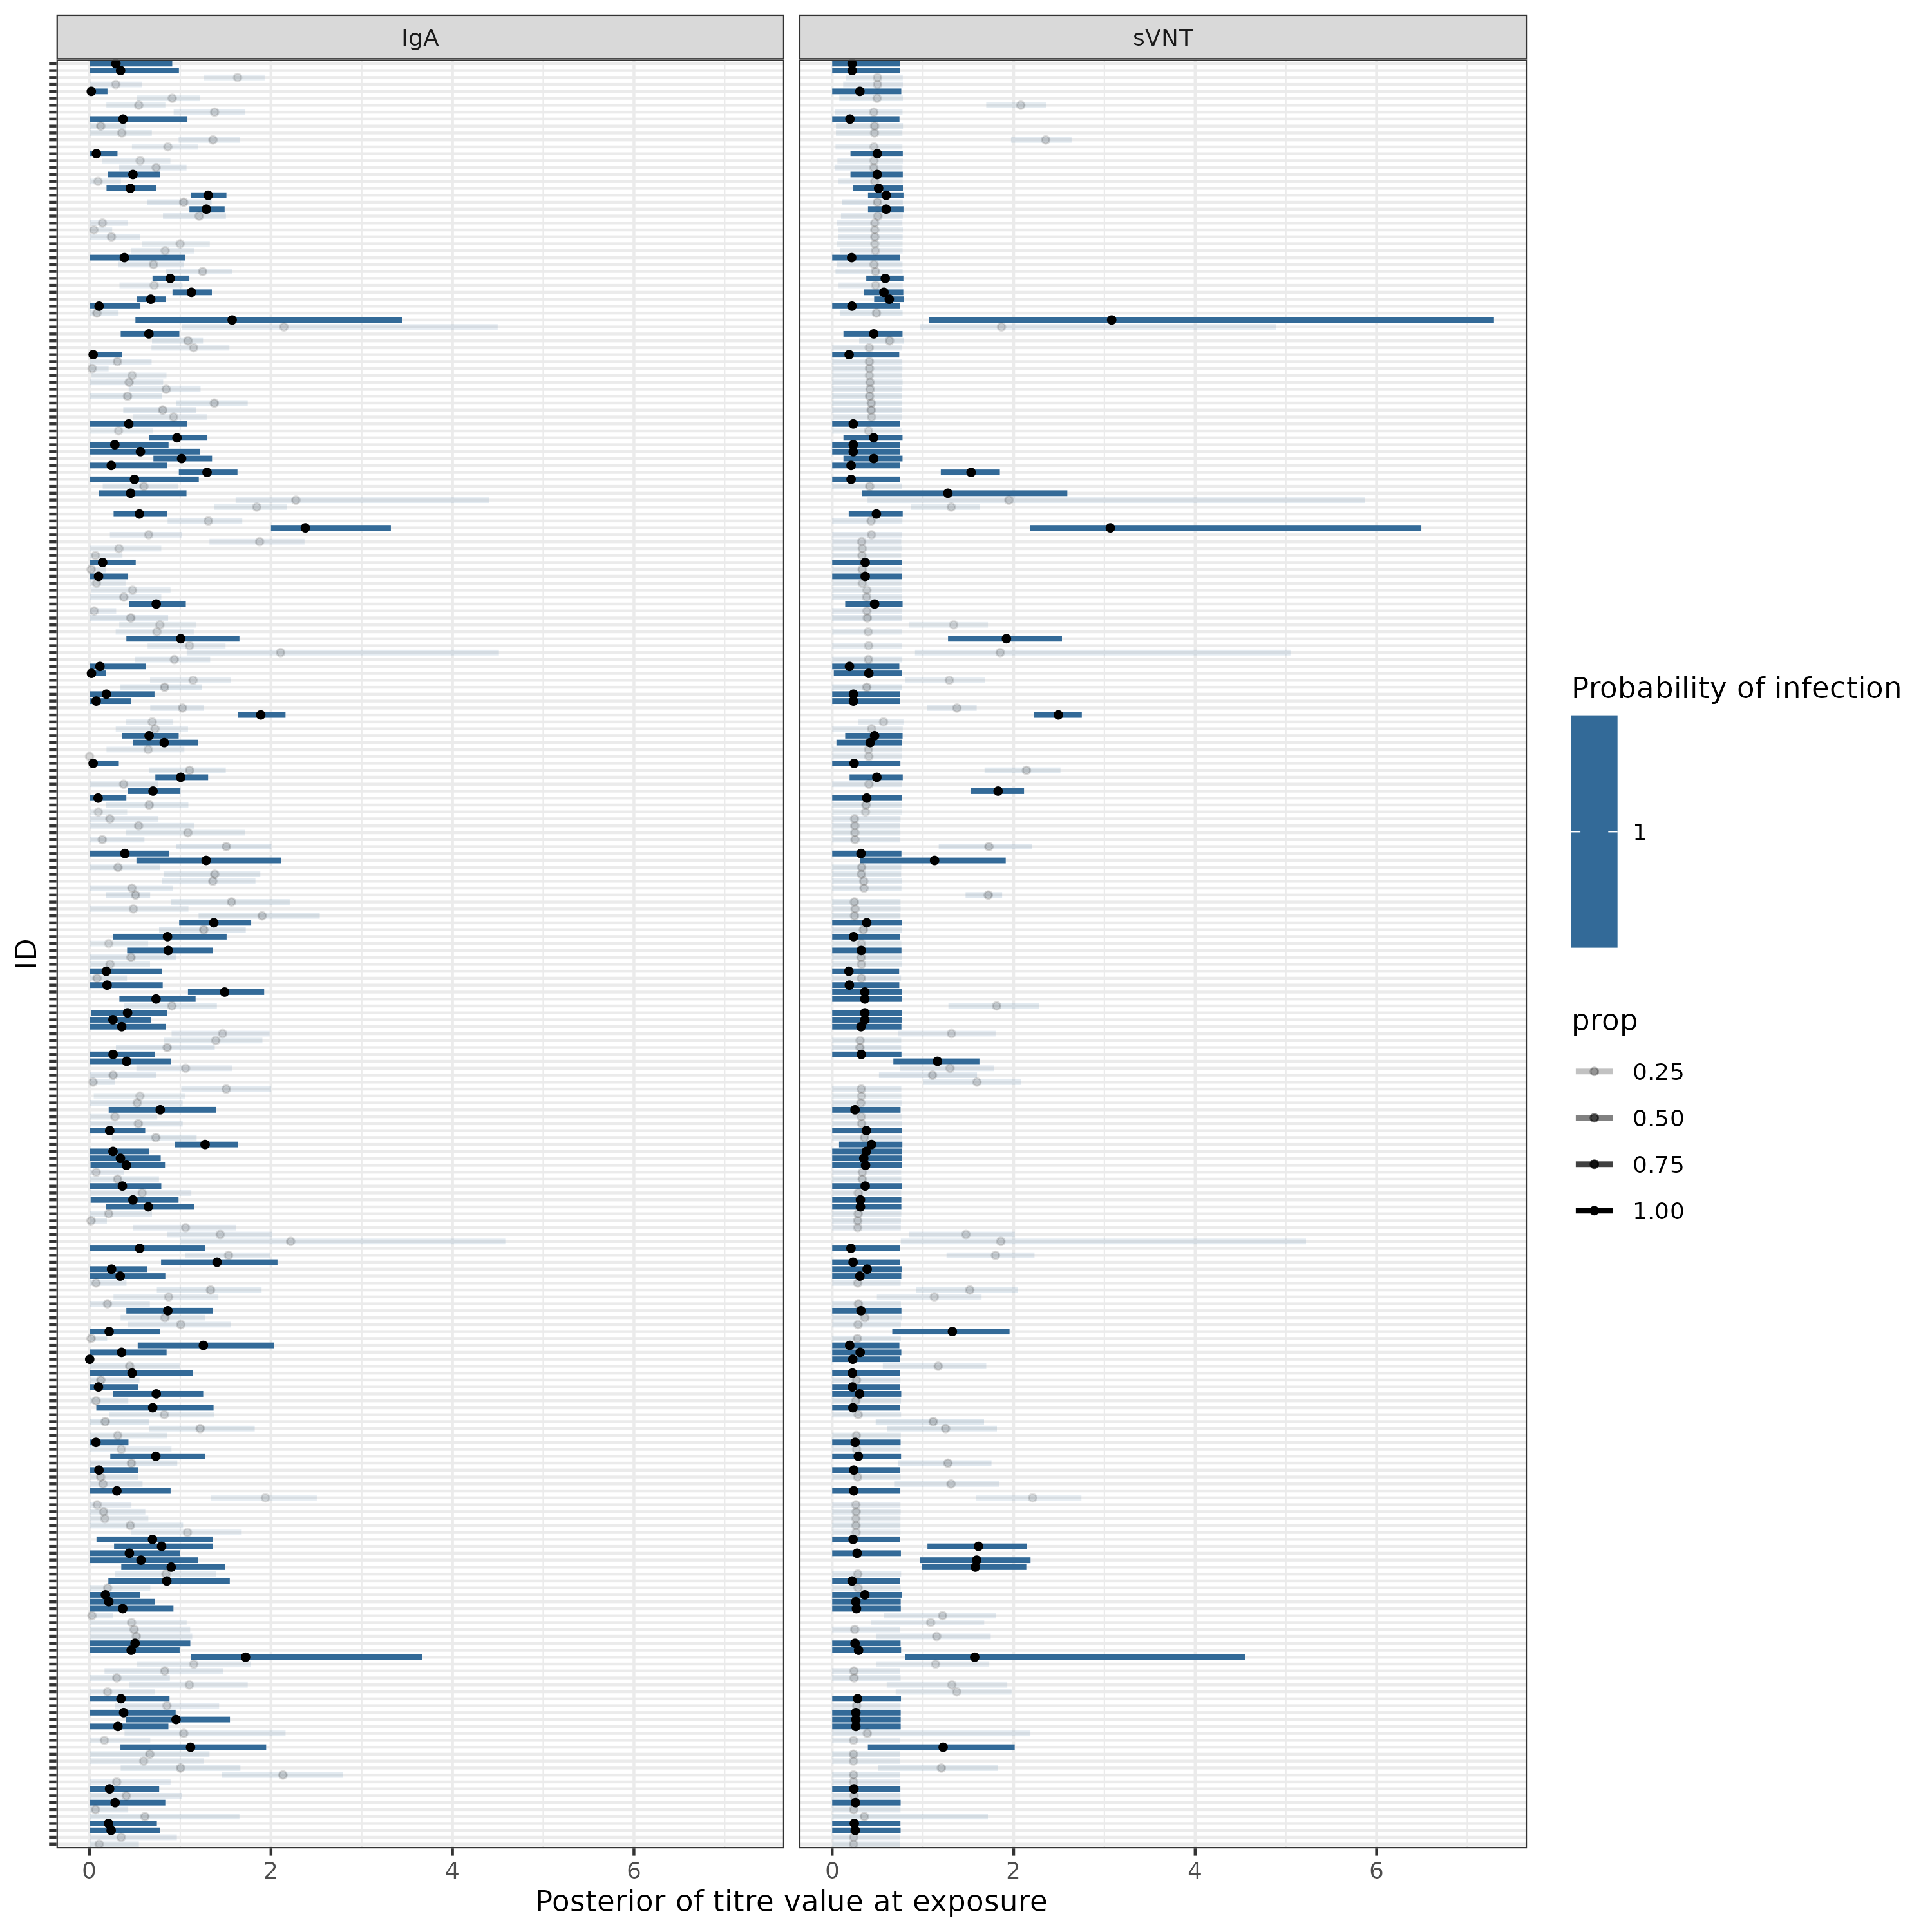 IgA
sVNT
ID
0
2
4
6
0
2
4
6
Posterior of titre value at exposure
Probability of infection
1
prop
0.25
0.50
0.75
1.00